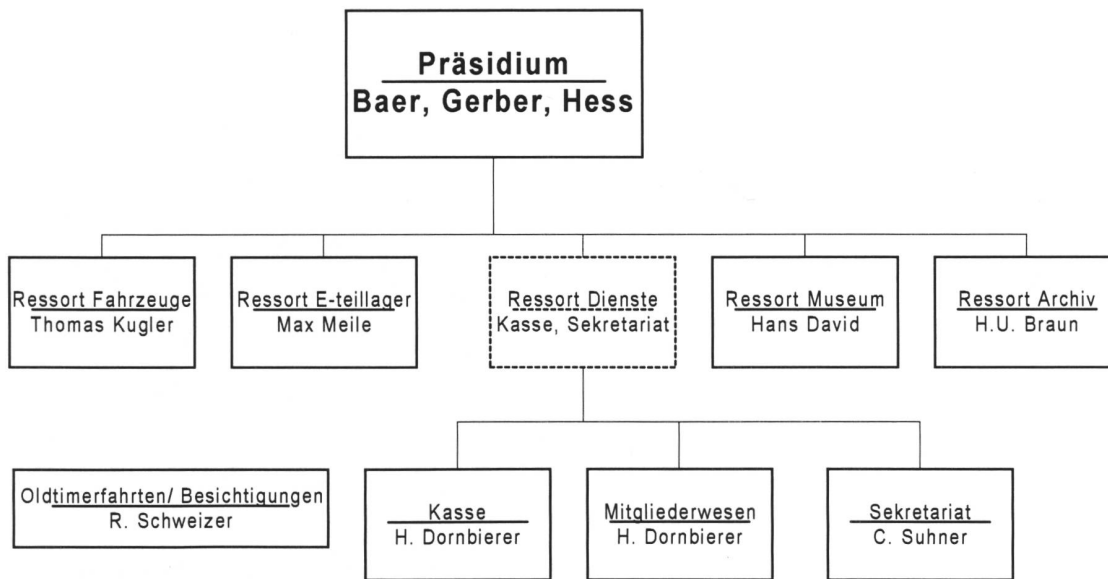 Präsidium
Baer, Gerber, Hess
Ressort Fahrzeuge
Thomas Kugler
Ressort E-teillager
Max Meile
Ressort Dienste
Kasse, Sekretariat
Ressort Museum
Hans David
Ressort Archiv
H.U. Braun
Oldtimerfahrten/ Besichtigungen
R. Schweizer
Kasse
H. Dornbierer
Mitgliederwesen
H. Dornbierer
Sekretariat
C. Suhner